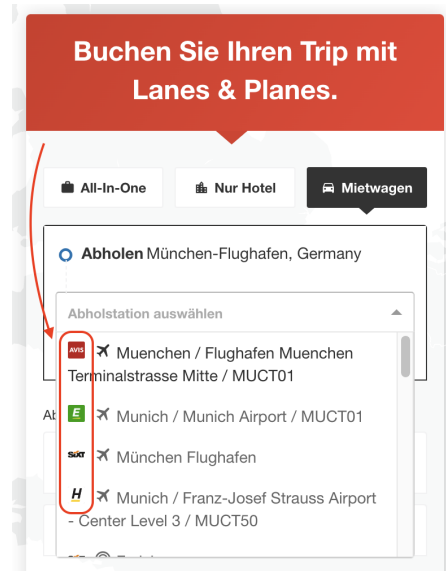 Buchen Sie Ihren Trip mit
Lanes & Planes.
All-In-One
Nur Hotel
Mietwagen
Abholen München-Flughafen, Germany
Abholstation auswählen
AVIS Muenchen / Flughafen Muenchen
Terminalstrasse Mitte / MUCT01
Ab
E Munich / Munich Airport / MUCT01
SIXT München Flughafen
H Munich / Franz-Josef Strauss Airport
- Center Level 3 / MUCT50